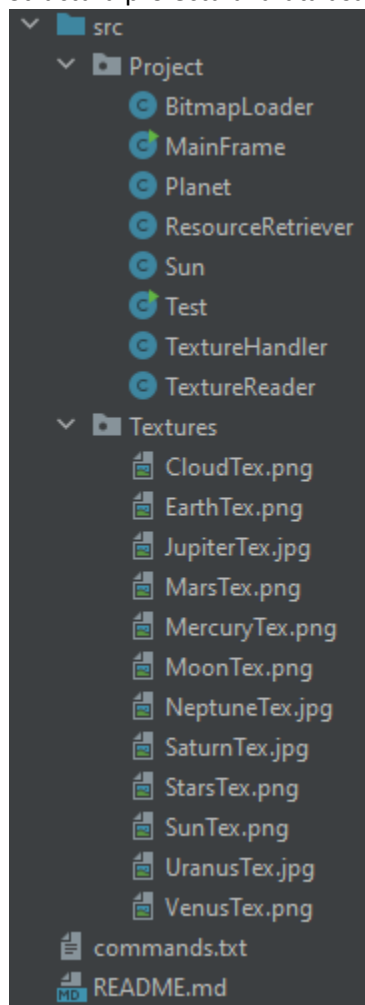 src
Project
C BitmapLoader
C MainFrame
C Planet
C ResourceRetriever
C Sun
C Test
C TextureHandler
C TextureReader
Textures
CloudTex.png
EarthTex.png
JupiterTex.jpg
MarsTex.png
MercuryTex.png
MoonTex.png
NeptuneTex.jpg
SaturnTex.jpg
StarsTex.png
SunTex.png
UranusTex.jpg
VenusTex.png
commands.txt
MD README.md